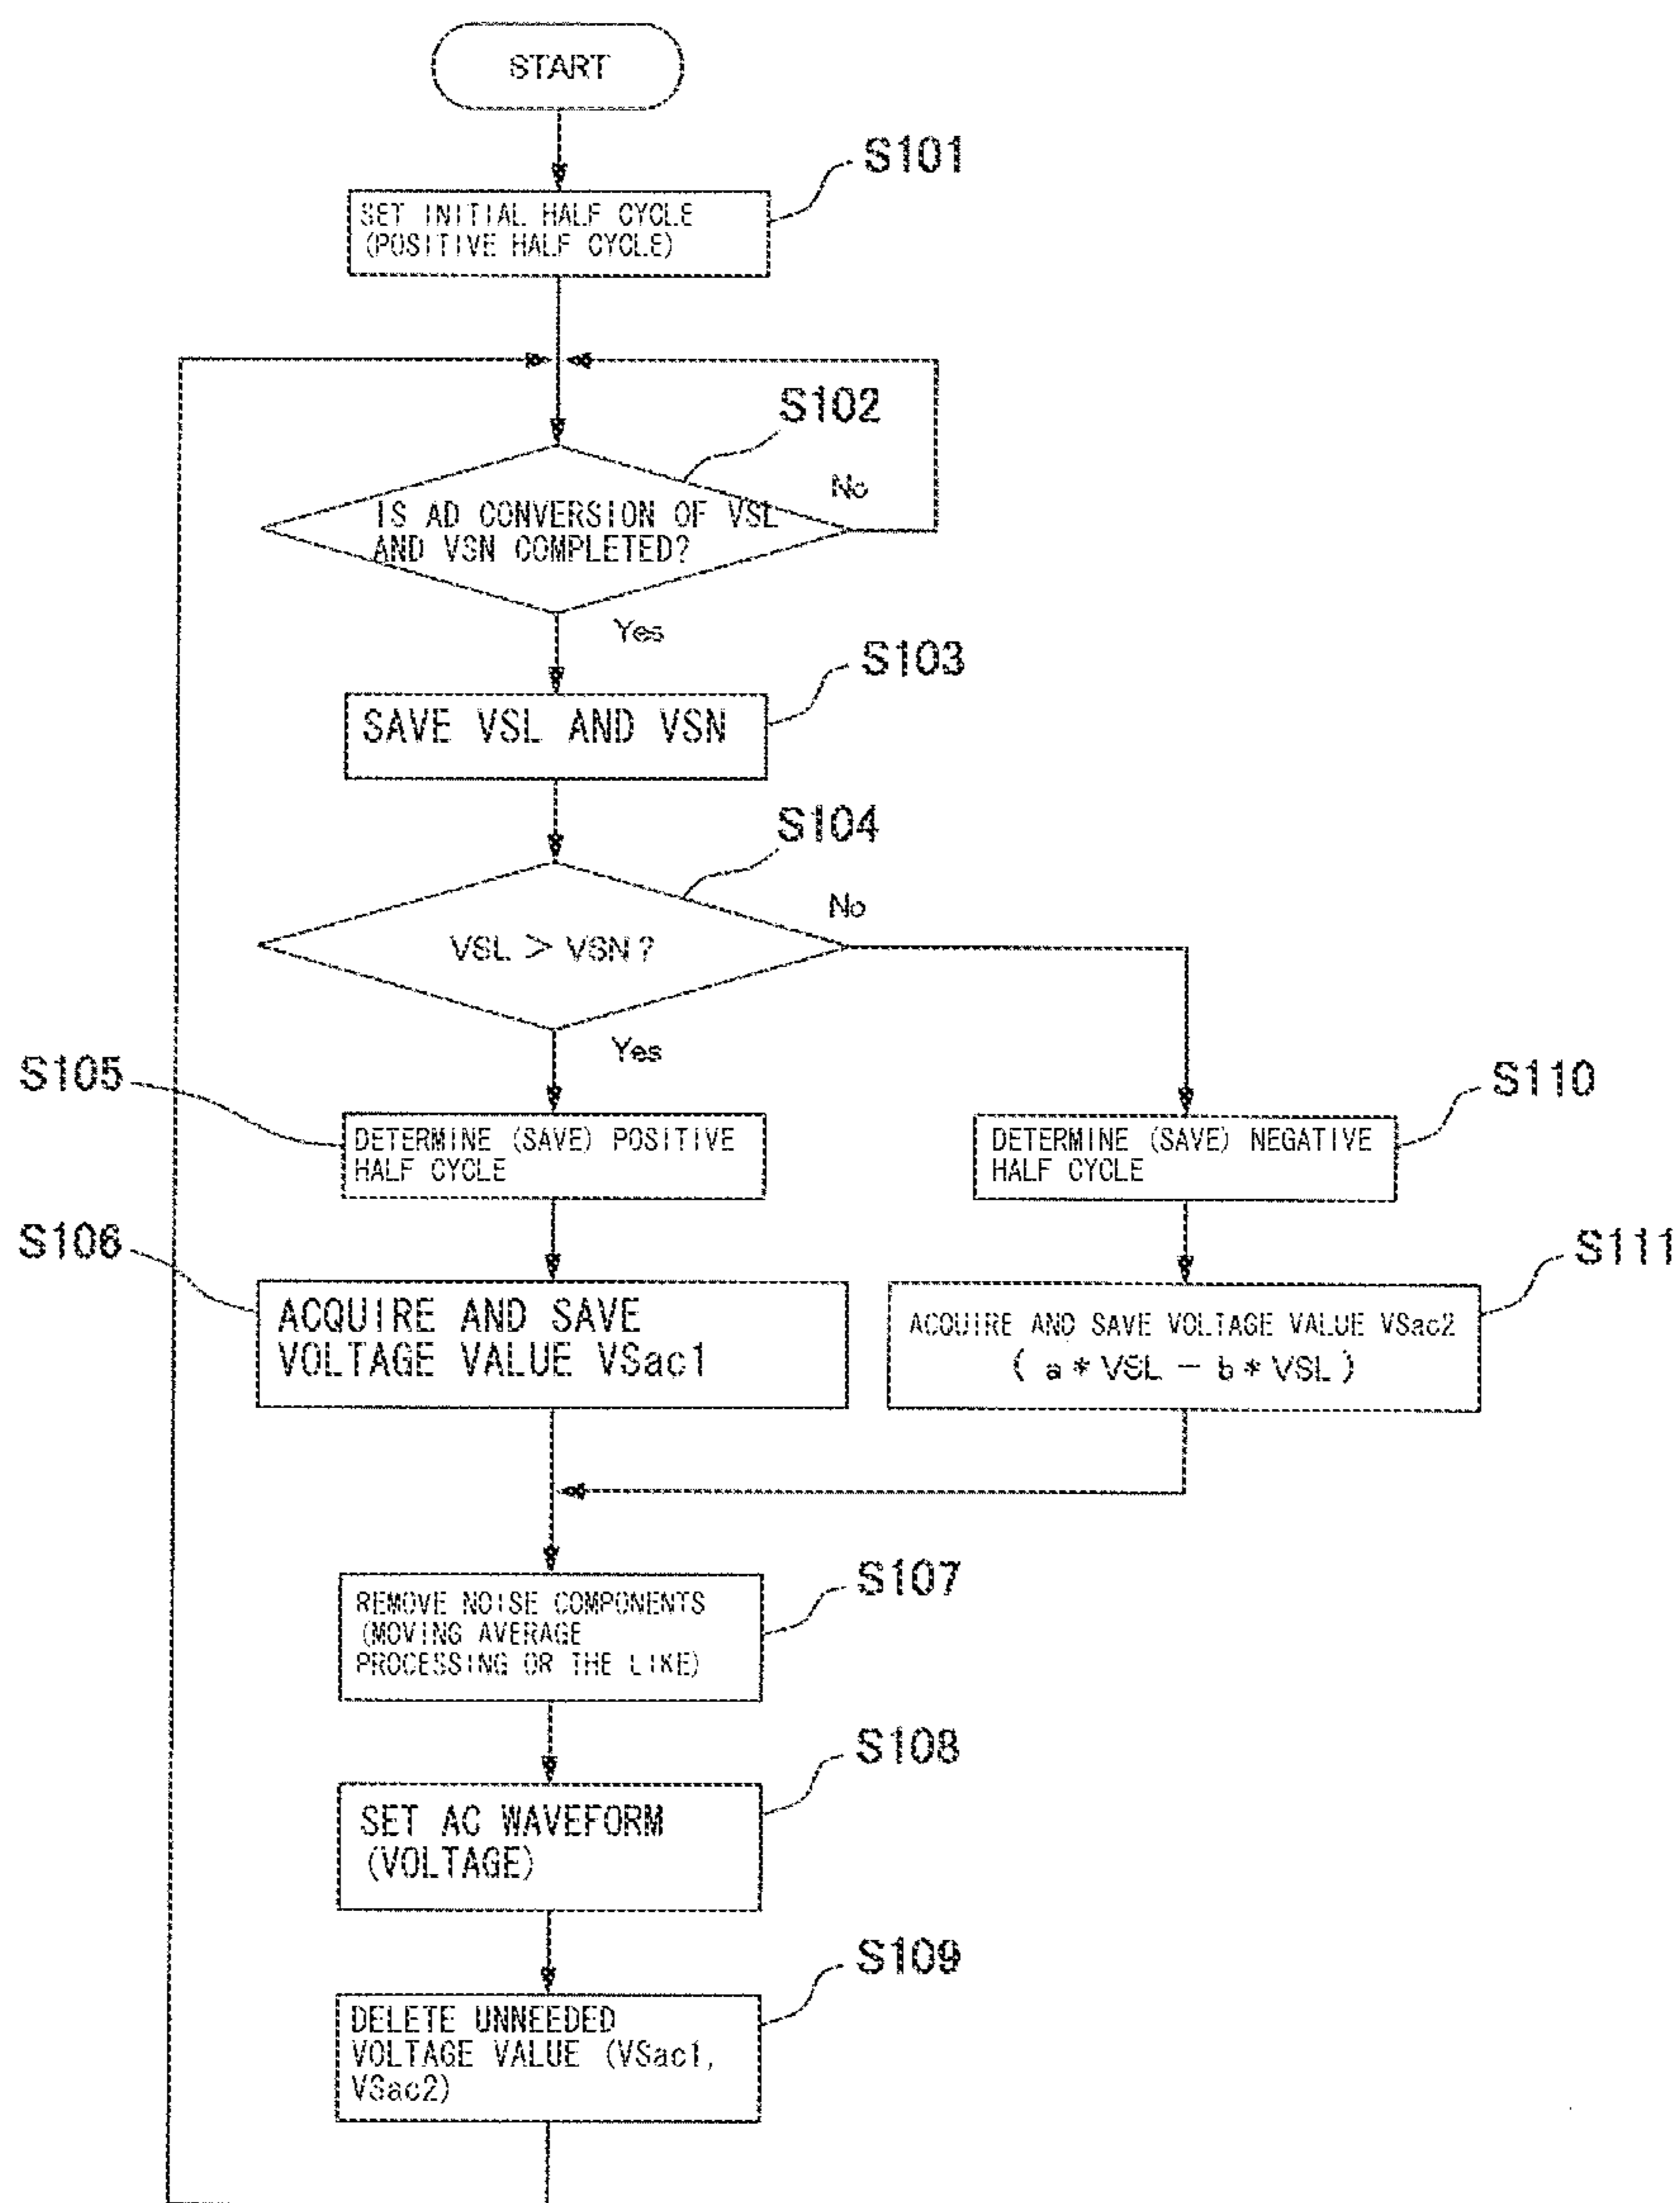 START
S101
SET INITIAL HALF CYCLE
(POSITIVE HALF CYCLE)
S102
No
IS AD CONVERSION OF VSL
AND VSN COMPLETED?
Yes
S103
SAVE VSL AND VSN
S104
No
VSL > VSN?
Yes
S105
DETERMINE (SAVE) POSITIVE
HALF CYCLE
S110
DETERMINE (SAVE) NEGATIVE
HALF CYCLE
S106
ACQUIRE AND SAVE
VOLTAGE VALUE VSac1
S111
ACQUIRE AND SAVE VOLTAGE VALUE VSac2
( a * VSL - b * VSL )
S107
REMOVE NOISE COMPONENTS
(MOVING AVERAGE
PROCESSING OR THE LIKE)
S108
SET AC WAVEFORM
(VOLTAGE)
S109
DELETE UNNEEDED
VOLTAGE VALUE (VSac1,
VSac2)